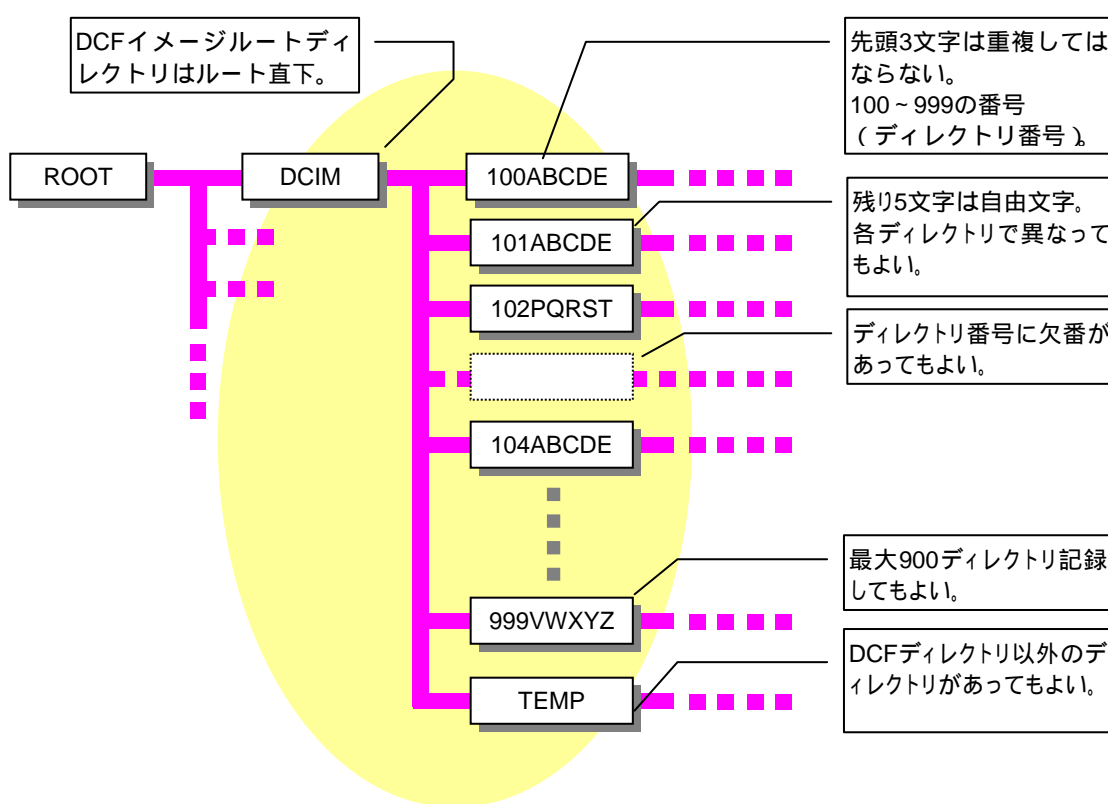 DCFイメージルートディ
レクトリはルート直下。
先頭3文字は重複しては
ならない。
100~999の番号
(ディレクトリ番号)。
ROOT
DCIM
100ABCDE
残り5文字は自由文字。
各ディレクトリで異なって
もよい。
101ABCDE
102PQRST
ディレクトリ番号に欠番が
あってもよい。
104ABCDE
最大900ディレクトリ記録
してもよい。
999VWXYZ
DCFディレクトリ以外のデ
ィレクトリがあってもよい。
TEMP